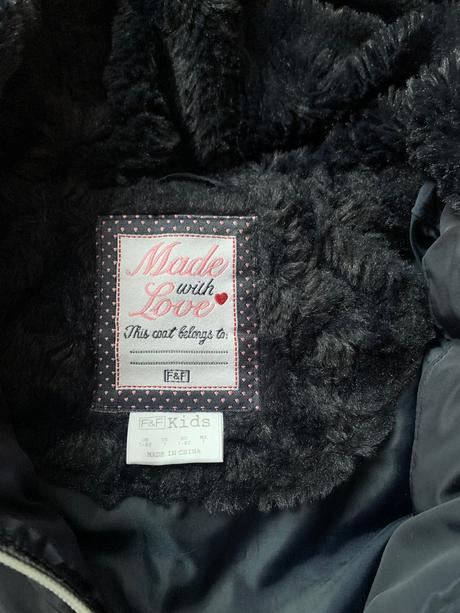 Made
with
Love
This coat belongs to:
F&F
F&F Kids
MADE IN CHINA